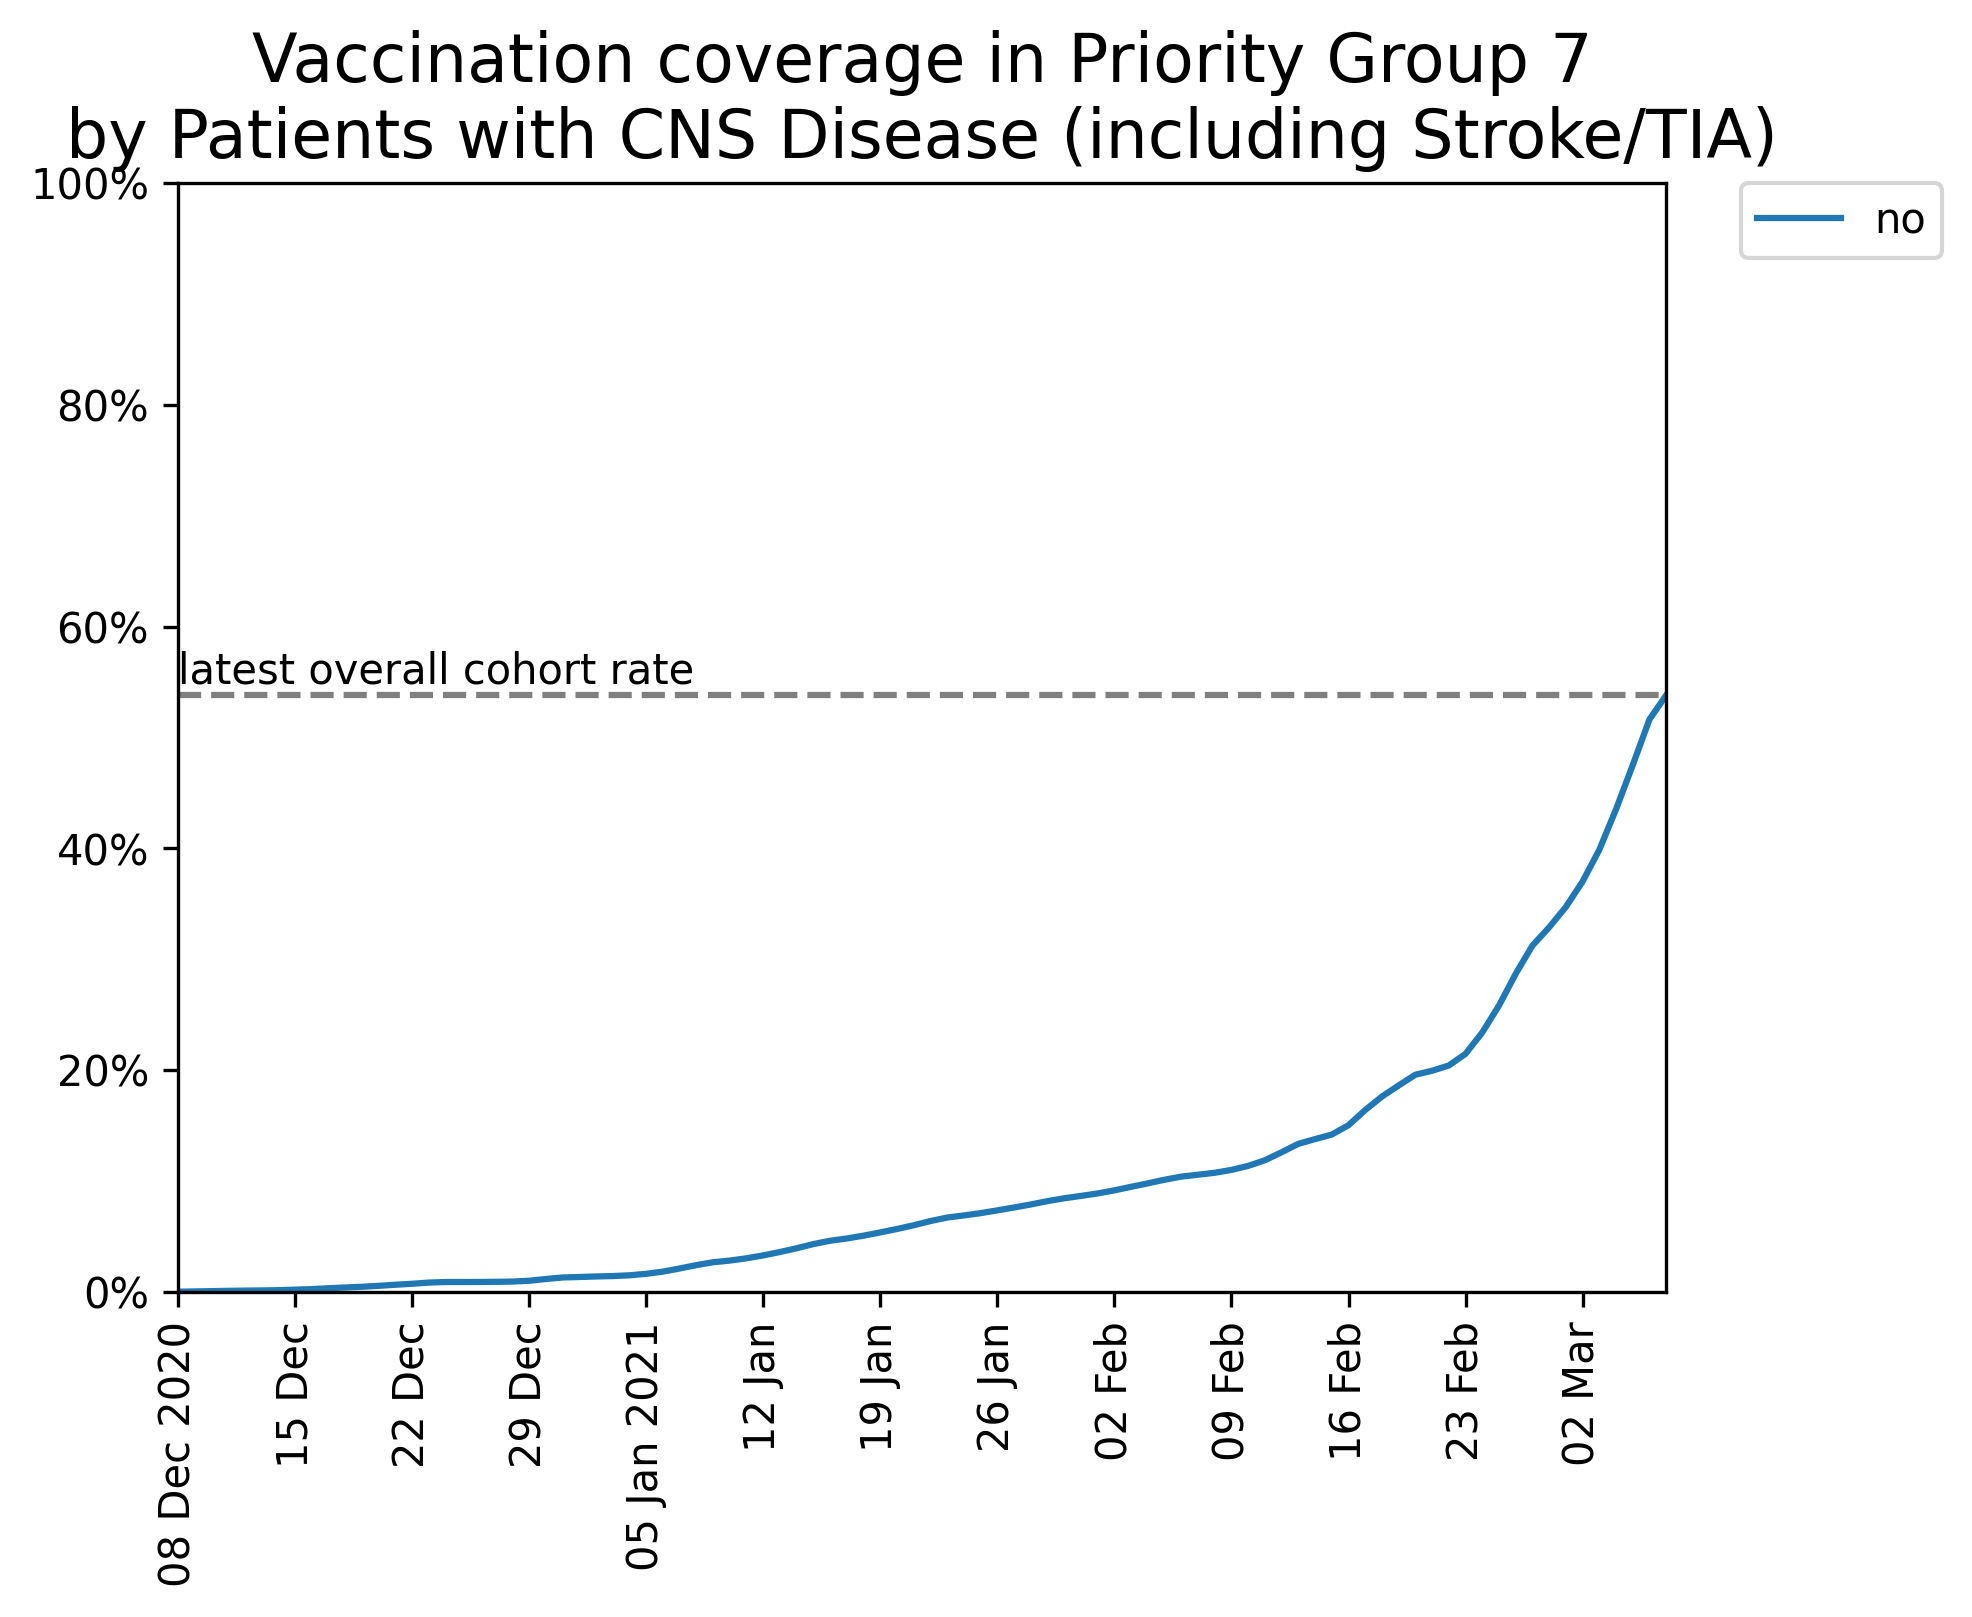 Vaccination coverage in Priority Group 7
by Patients with CNS Disease (including Stroke/TIA)
100%
80%
60%
40%
20%
0%
latest overall cohort rate
no
08 Dec 2020
15 Dec
22 Dec
29 Dec
05 Jan 2021
12 Jan
19 Jan
26 Jan
02 Feb
09 Feb
16 Feb
23 Feb
02 Mar